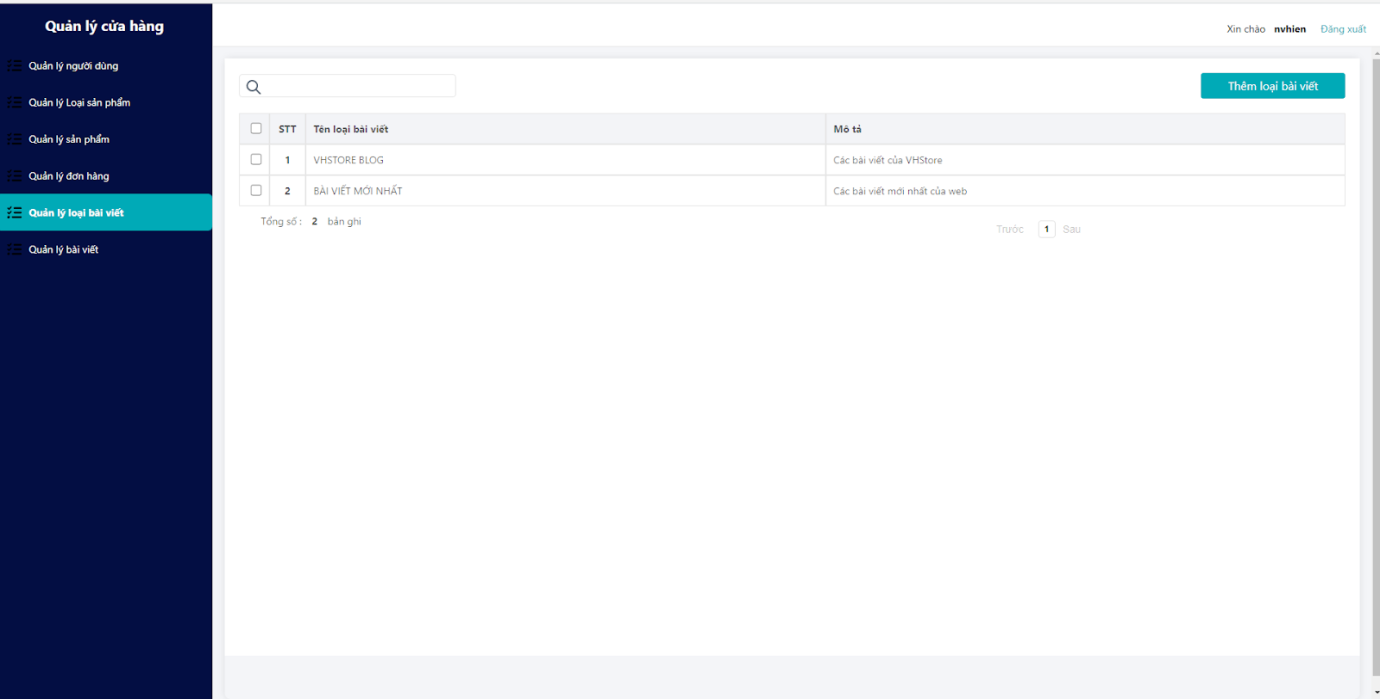 Quản lý cửa hàng
Xin chào nvhien Đăng xuất
Quản lý người dùng
Quản lý Loại sản phẩm
Quản lý sản phẩm
Quản lý đơn hàng
Quản lý loại bài viết
Quản lý bài viết
Thêm loại bài viết
STT Tên loại bài viết Mô tả
1 VHSTORE BLOG Các bài viết của VHStore
2 BÀI VIẾT MỚI NHẤT Các bài viết mới nhất của web
Tổng số : 2 bản ghi
Trước 1 Sau